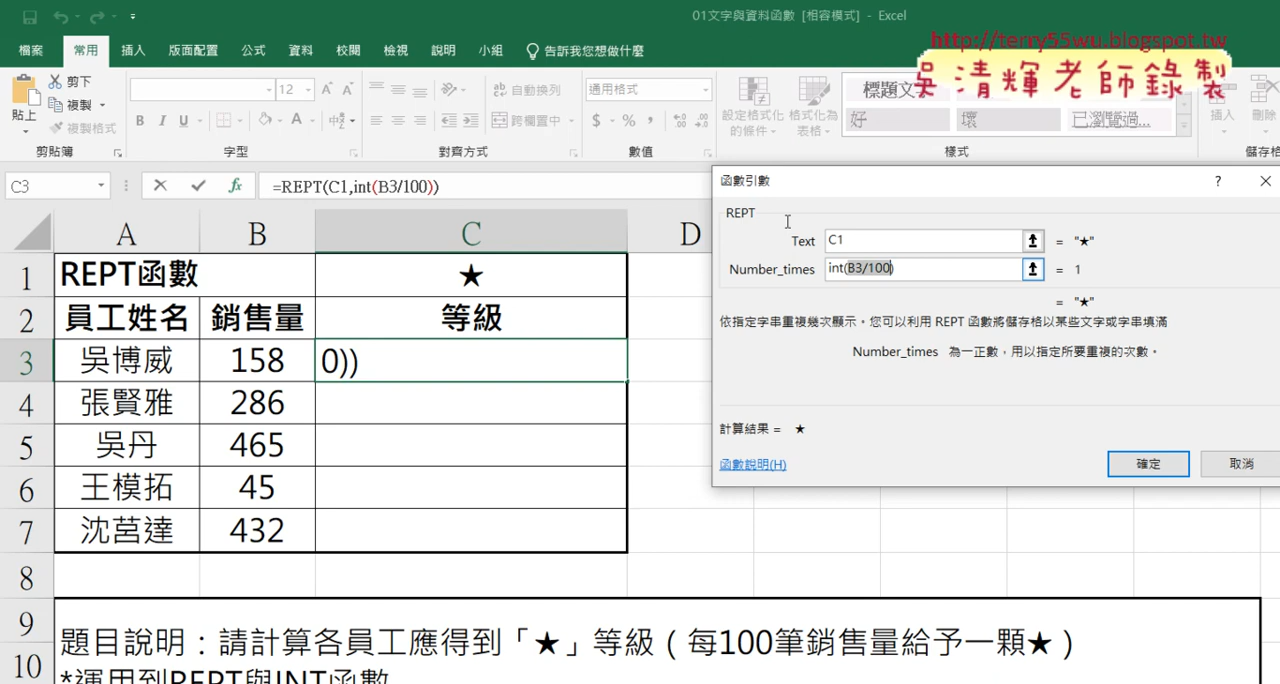 01文字與資料函數 [相容模式] - Excel
http://terry55wu.blogspot.tw
吳清輝老師錄製
檔案 常用 插入 版面配置 公式 資料 校閱 檢視 說明 小組 告訴我您想做什麼
剪下
複製
複製格式
貼上
12
自動換列
跨欄置中
通用格式
設定格式化的條件
格式化為表格
標題文
好 壞 已瀏覽過...
插入 刪除
剪貼簿 字型 對齊方式 數值 樣式 儲存格
C3 =REPT(C1,int(B3/100))
A B C D
1 REPT函數 ★
2 員工姓名 銷售量 等級
3 吳博威 158 0))
4 張賢雅 286
5 吳丹 465
6 王模拓 45
7 沈莒達 432
8
9
題目說明：請計算各員工應得到「★」等級（每100筆銷售量給予一顆★）
10 *運用到REPT與INT函數
函數引數 ?
REPT
Text C1 = "★"
Number_times int(B3/100) = 1
= "★"
依指定字串重複幾次顯示。您可以利用 REPT 函數將儲存格以某些文字或字串填滿
Number_times 為一正數，用以指定所要重複的次數。
計算結果 = ★
函數說明(H)
確定 取消